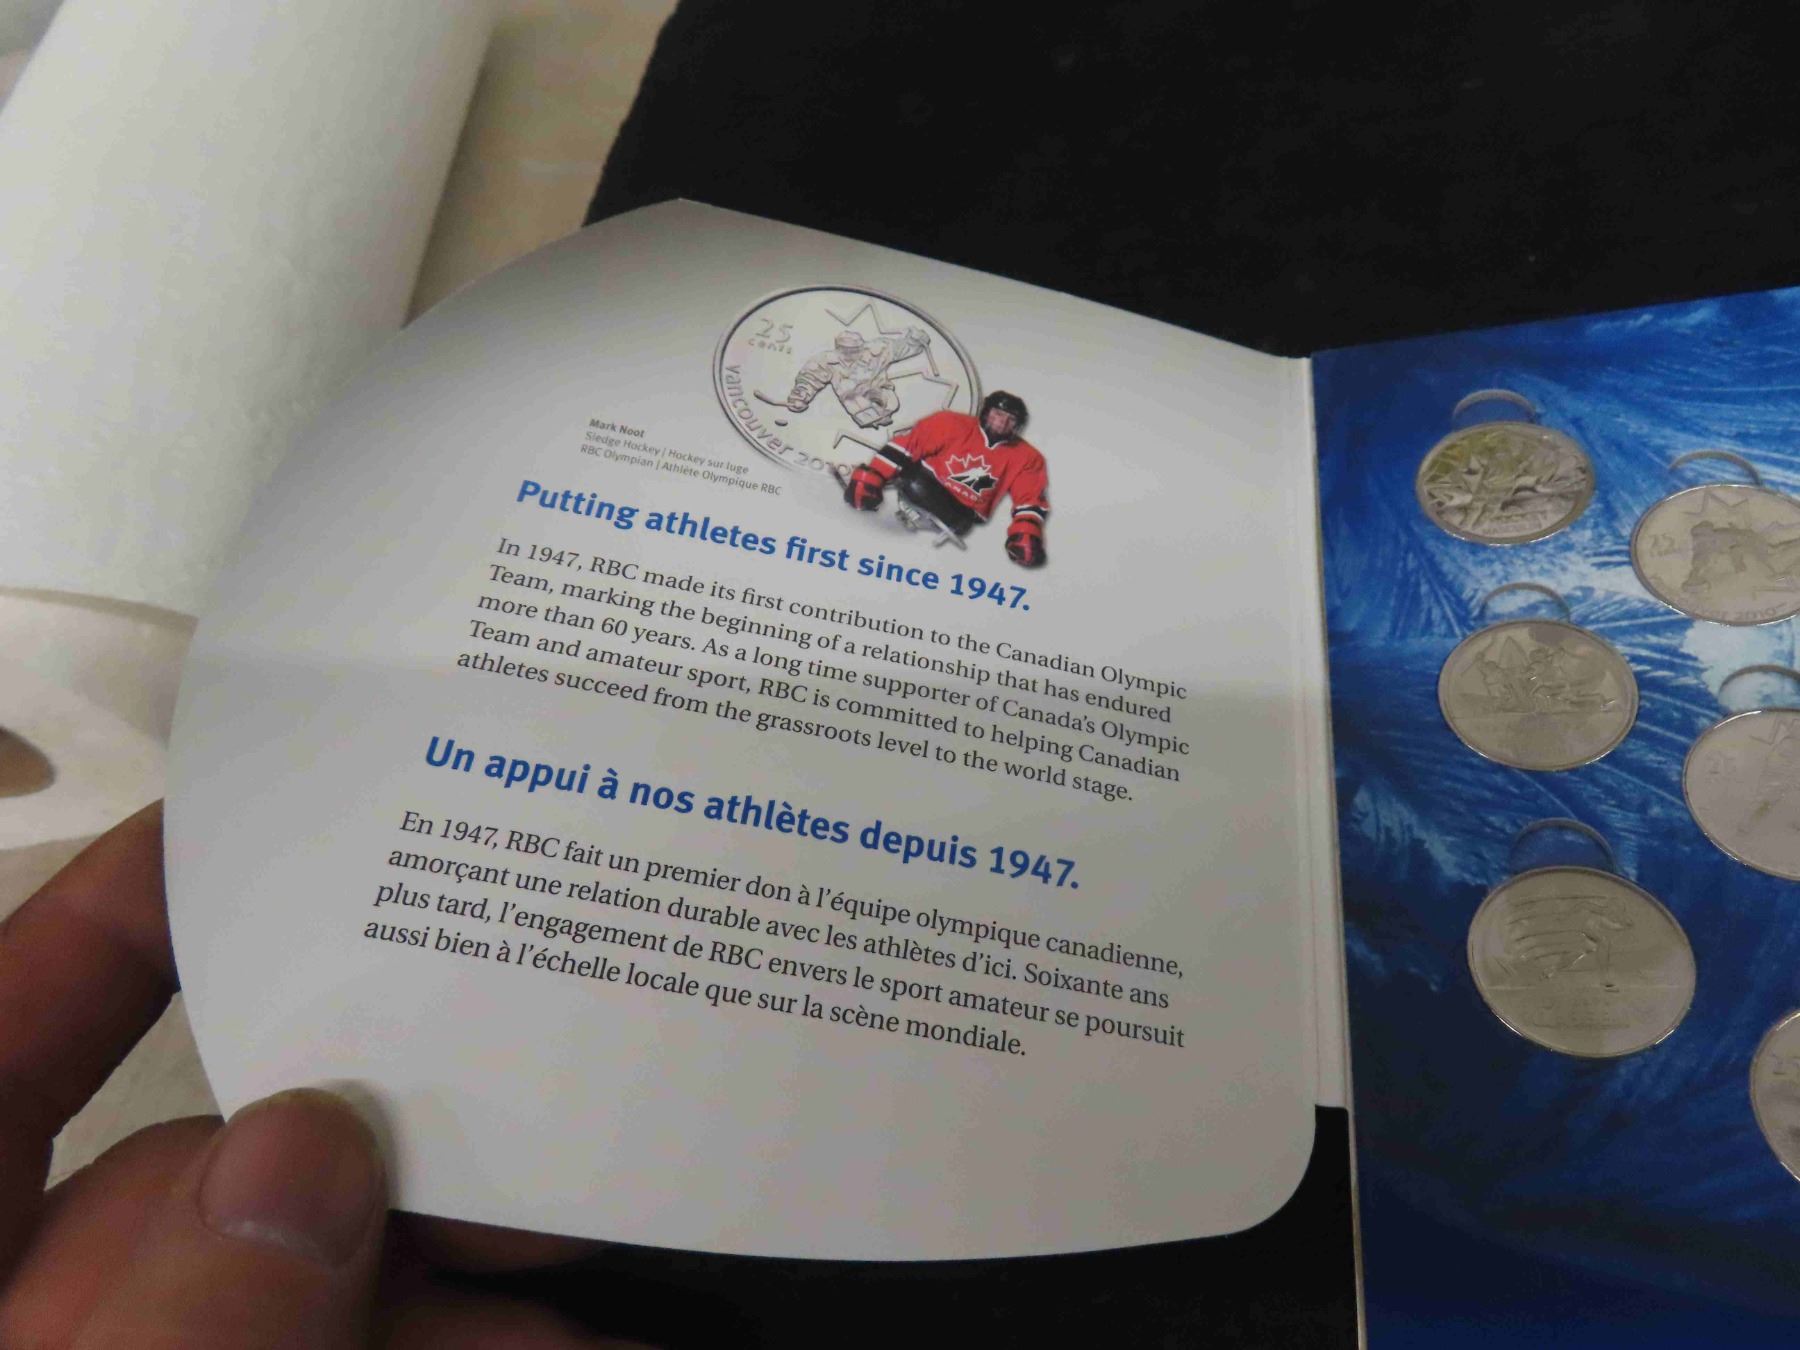 25
cents
vancouver 2010
CANADA
Mark Noot
Sledge Hockey | Hockey sur luge
RBC Olympian | Athlète Olympique RBC
Putting athletes first since 1947.
In 1947, RBC made its first contribution to the Canadian Olympic
Team, marking the beginning of a relationship that has endured
more than 60 years. As a long time supporter of Canada's Olympic
Team and amateur sport, RBC is committed to helping Canadian
athletes succeed from the grassroots level to the world stage.
Un appui à nos athlètes depuis 1947.
En 1947, RBC fait un premier don à l'équipe olympique canadienne,
amorçant une relation durable avec les athlètes d'ici. Soixante ans
plus tard, l'engagement de RBC envers le sport amateur se poursuit
aussi bien à l'échelle locale que sur la scène mondiale.
25
2010